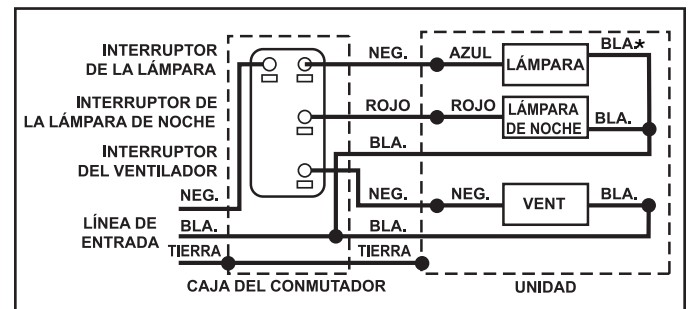 INTERRUPTOR
DE LA LÁMPARA
NEG.
AZUL
LÁMPARA
BLA.*
INTERRUPTOR DE
LA LÁMPARA DE NOCHE
ROJO
ROJO
LÁMPARA
DE NOCHE
BLA.
BLA.
INTERRUPTOR
DEL VENTILADOR
NEG.
NEG.
NEG.
VENT
BLA.
LÍNEA DE
ENTRADA
BLA.
BLA.
TIERRA
TIERRA
CAJA DEL CONMUTADOR
UNIDAD